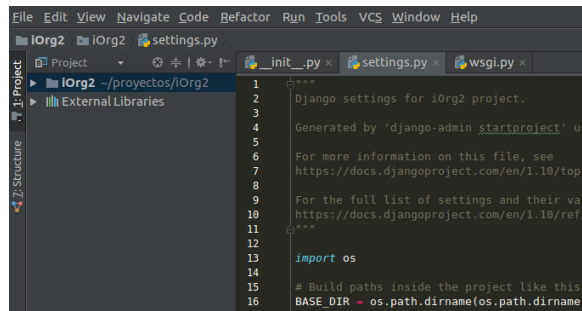 File Edit View Navigate Code Refactor Run Tools VCS Window Help
iOrg2 iOrg2 settings.py
Project __init__.py × settings.py × wsgi.py ×
1: Project
7: Structure
iOrg2 ~/proyectos/iOrg2
External Libraries
1 """
2 Django settings for iOrg2 project.
3
4 Generated by 'django-admin startproject' u
5
6 For more information on this file, see
7 https://docs.djangoproject.com/en/1.10/top
8
9 For the full list of settings and their va
10 https://docs.djangoproject.com/en/1.10/ref
11 """
12
13 import os
14
15 # Build paths inside the project like this
16 BASE_DIR = os.path.dirname(os.path.dirname